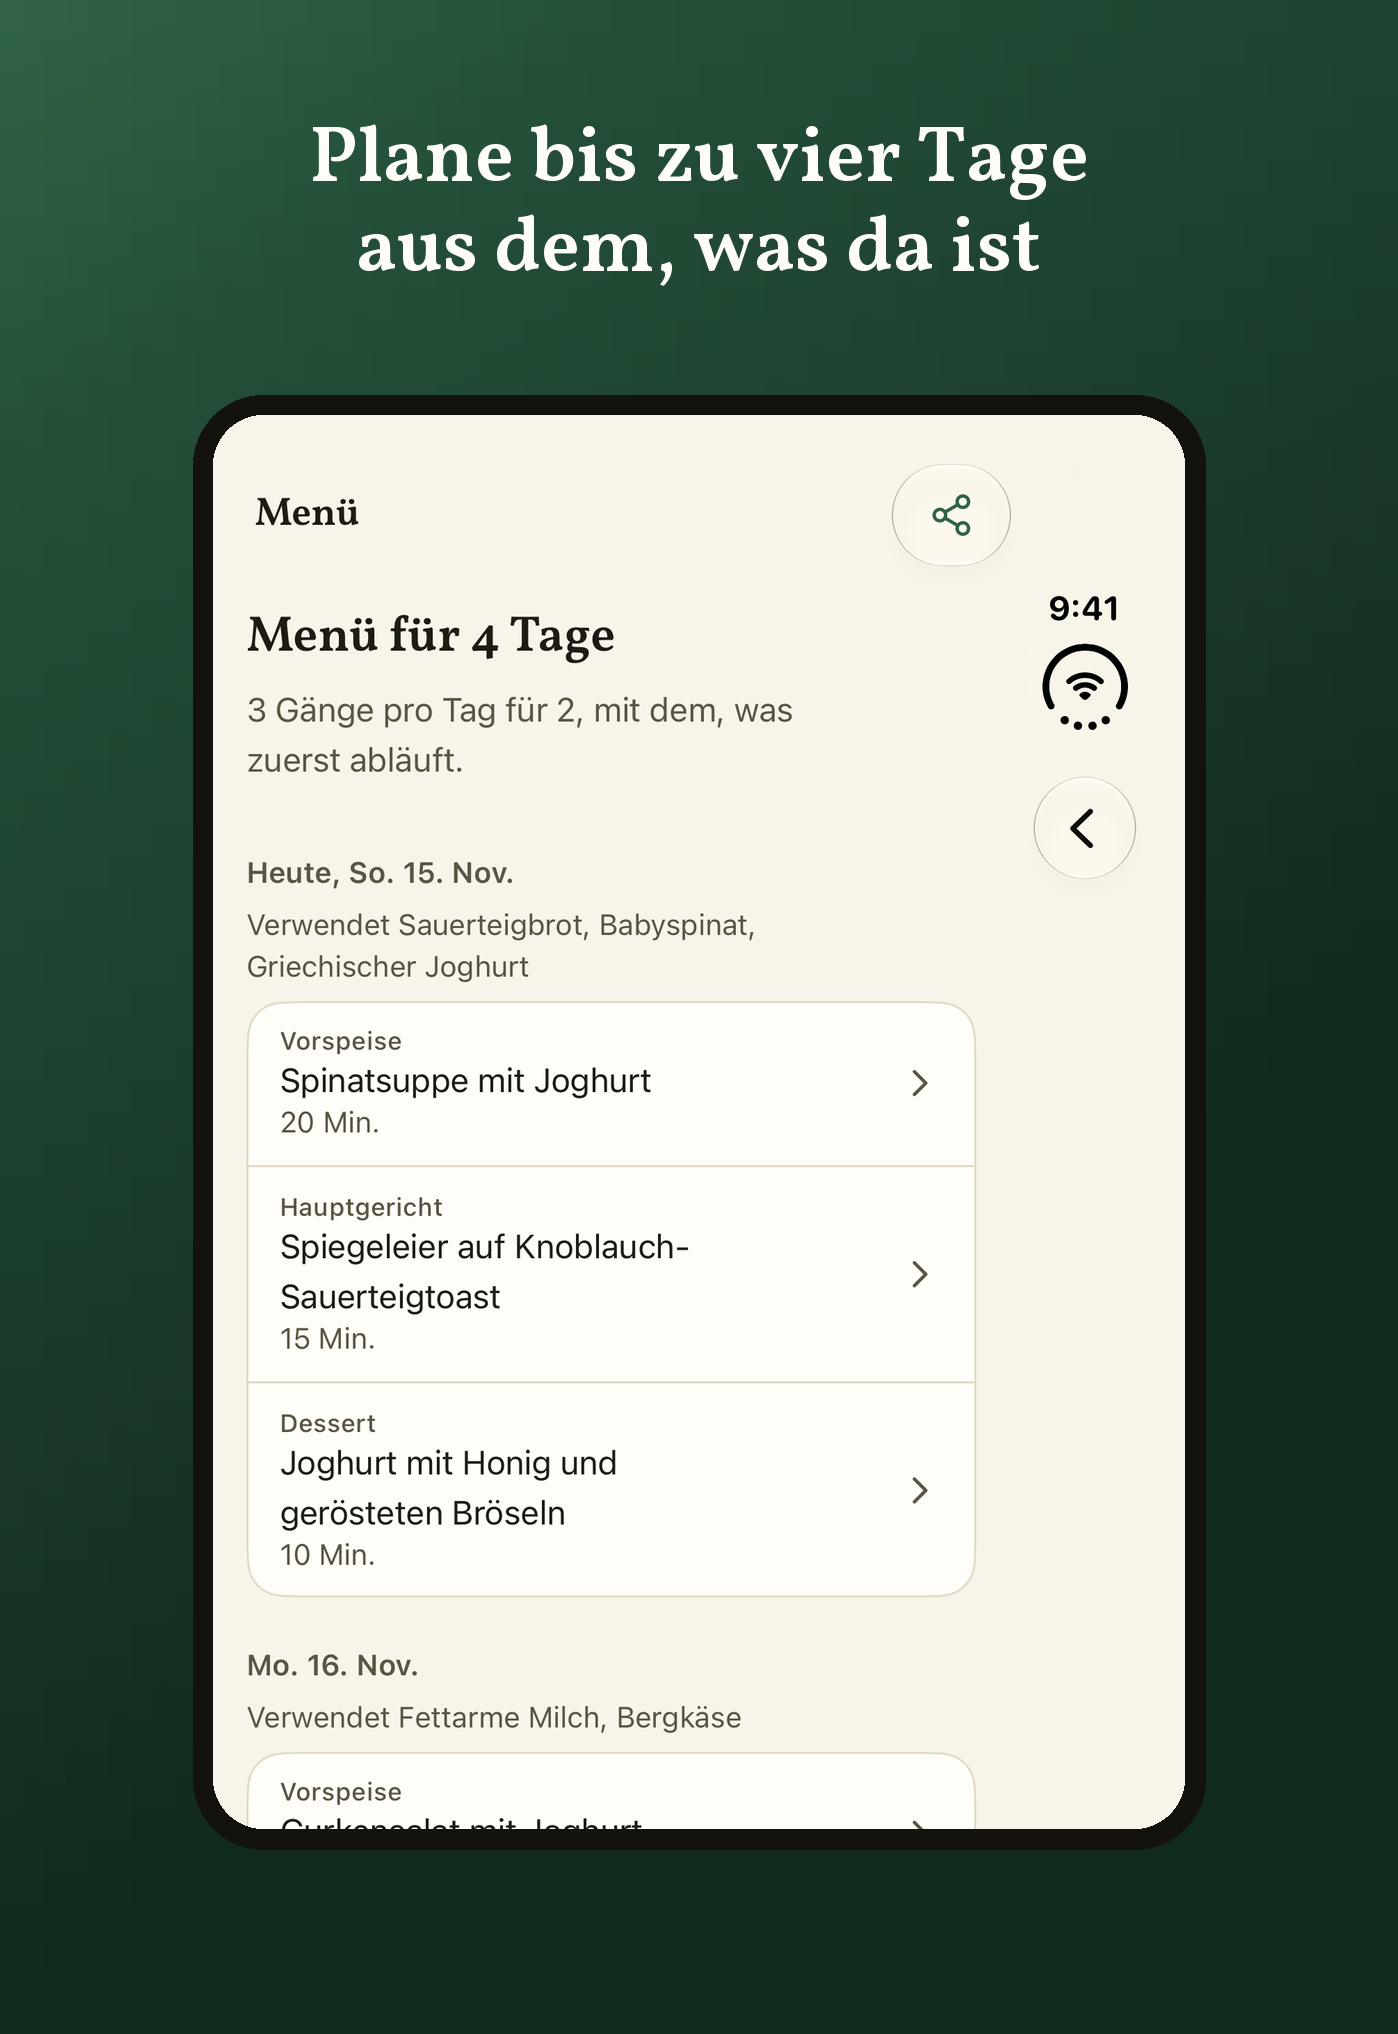 Plane bis zu vier Tage
aus dem, was da ist
Menü
9:41
Menü für 4 Tage
3 Gänge pro Tag für 2, mit dem, was
zuerst abläuft.
Heute, So. 15. Nov.
Verwendet Sauerteigbrot, Babyspinat,
Griechischer Joghurt
Vorspeise
Spinatsuppe mit Joghurt
20 Min.
Hauptgericht
Spiegeleier auf Knoblauch-
Sauerteigtoast
15 Min.
Dessert
Joghurt mit Honig und
gerösteten Bröseln
10 Min.
Mo. 16. Nov.
Verwendet Fettarme Milch, Bergkäse
Vorspeise
Gurkensalat mit Joghurt